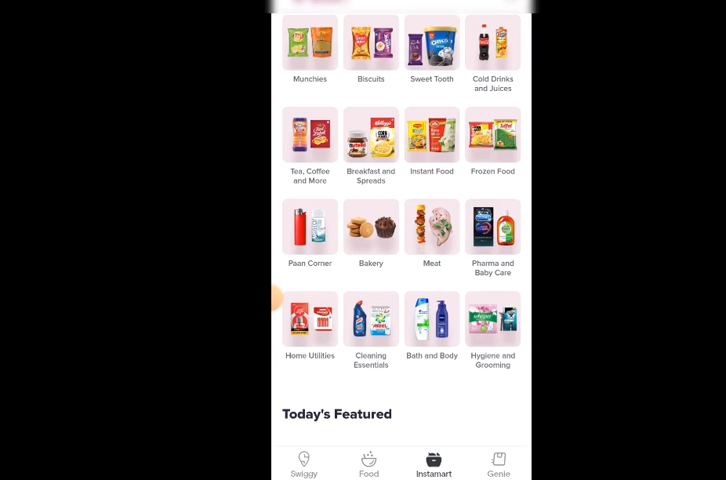 Munchies
Biscuits
Sweet Tooth
Cold Drinks
and Juices
Tea, Coffee
and More
Breakfast and
Spreads
Instant Food
Frozen Food
Paan Corner
Bakery
Meat
Pharma and
Baby Care
Home Utilities
Cleaning
Essentials
Bath and Body
Hygiene and
Grooming
Today's Featured
Swiggy
Food
Instamart
Genie